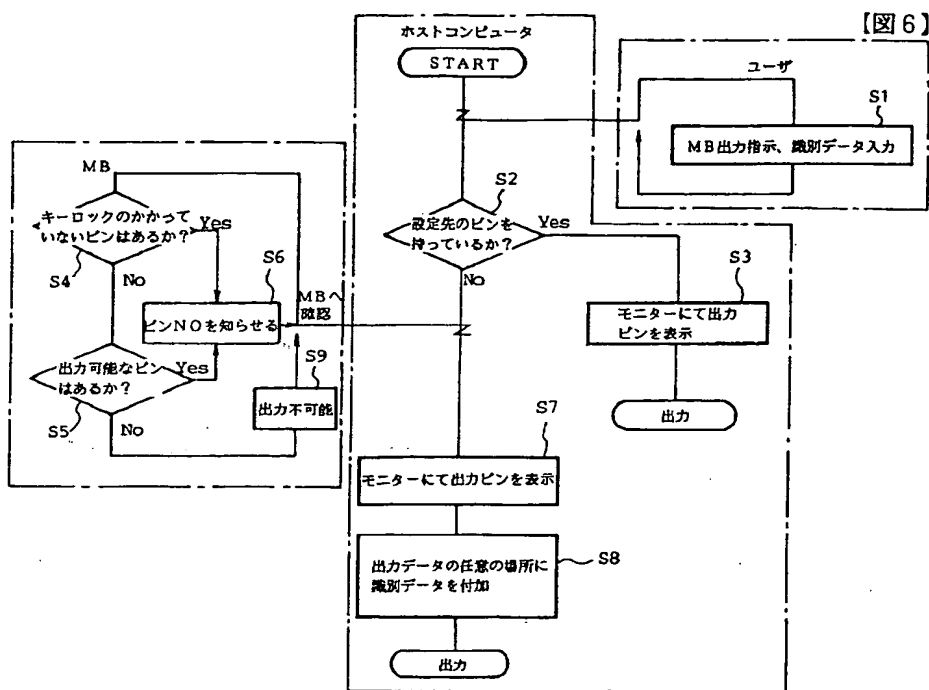 【図6】
ホストコンピュータ
START
ユーザ
S1
MB出力指示、識別データ入力
MB
S2
キーロックのかかって
いないピンはあるか?
Yes
設定先のピンを
持っているか?
Yes
S4
S6
No
No
S3
MBへ
確認
ピンNOを知らせる
モニターにて出力
ピンを表示
出力可能なピン
はあるか?
Yes
S9
出力不可能
出力
S5
No
S7
モニターにて出力ピンを表示
出力データの任意の場所に
識別データを付加
S8
出力